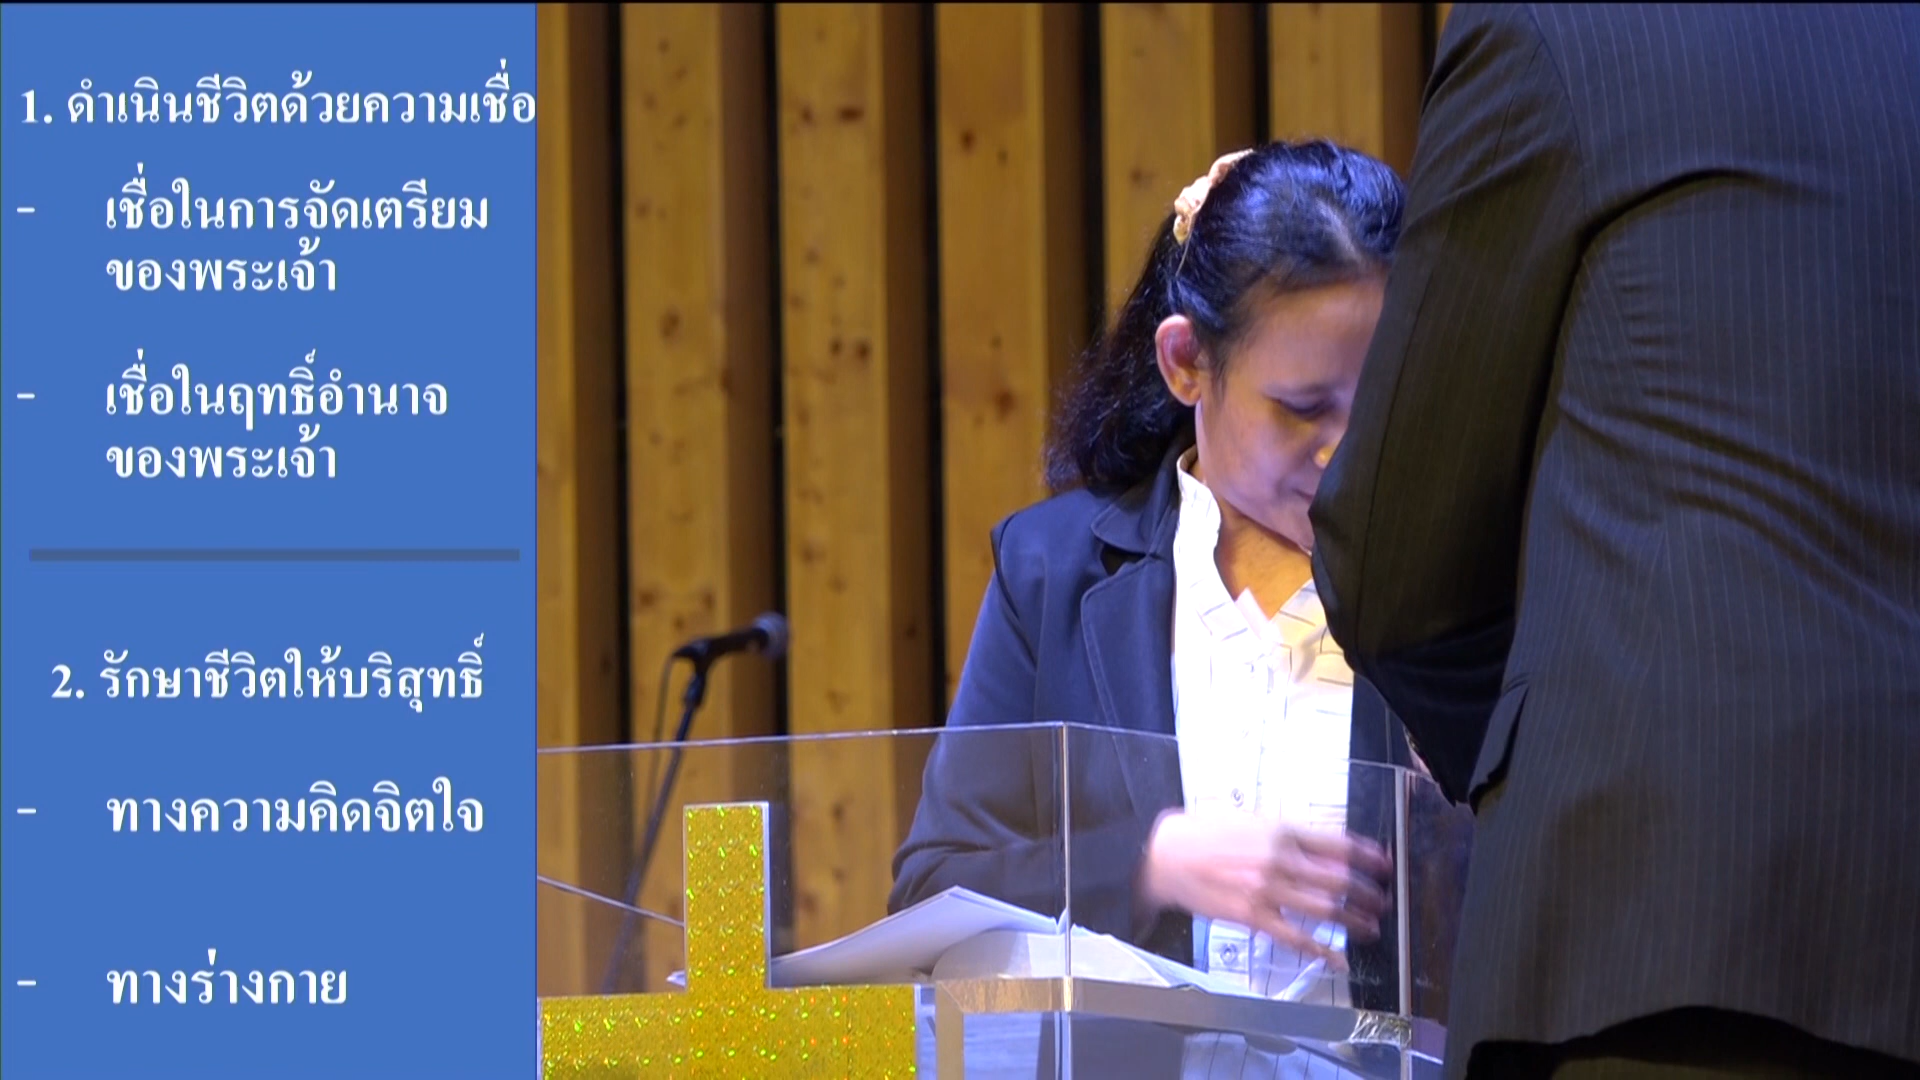 1. ดำเนินชีวิตด้วยความเชื่อ
- เชื่อในการจัดเตรียม
ของพระเจ้า
- เชื่อในฤทธิ์อำนาจ
ของพระเจ้า
2. รักษาชีวิตให้บริสุทธิ์
- ทางความคิดจิตใจ
- ทางร่างกาย